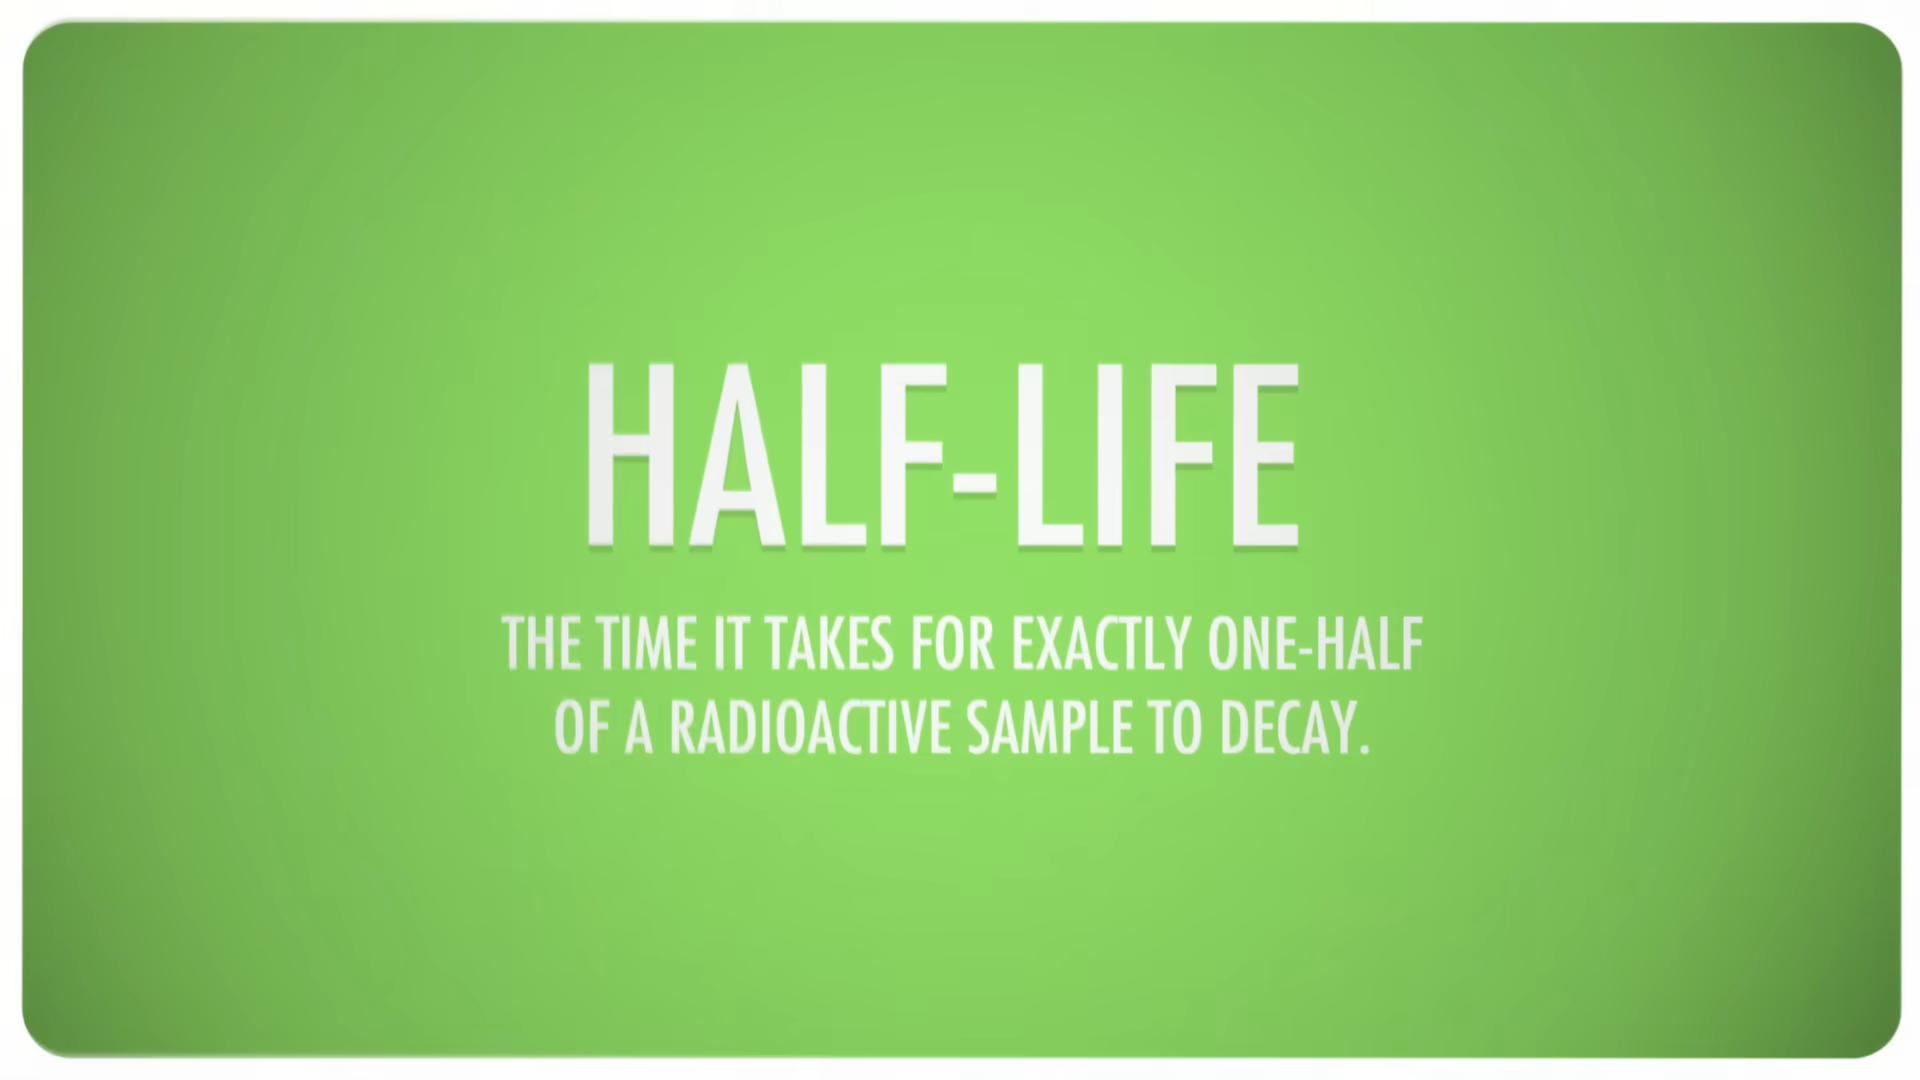 HALF-LIFE
THE TIME IT TAKES FOR EXACTLY ONE-HALF
OF A RADIOACTIVE SAMPLE TO DECAY.